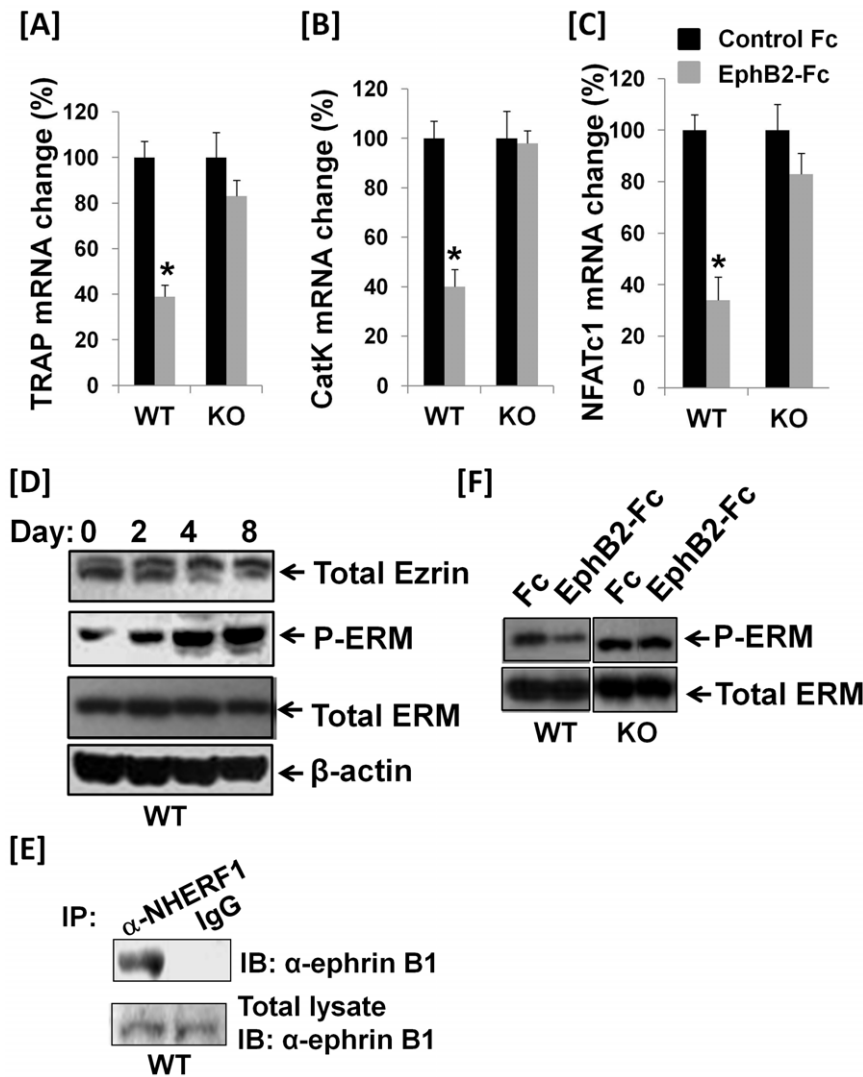 [A]
TRAP mRNA change (%)
120
100
80
60
40
20
0
*
WT KO
[B]
CatK mRNA change (%)
120
100
80
60
40
20
0
*
WT KO
[C]
Control Fc
EphB2-Fc
NFATc1 mRNA change (%)
120
100
80
60
40
20
0
*
WT KO
[D]
Day: 0 2 4 8
Total Ezrin
P-ERM
Total ERM
β-actin
WT
[F]
Fc EphB2-Fc Fc EphB2-Fc
P-ERM
Total ERM
WT KO
[E]
IP: α-NHERF1 IgG
IB: α-ephrin B1
Total lysate
IB: α-ephrin B1
WT